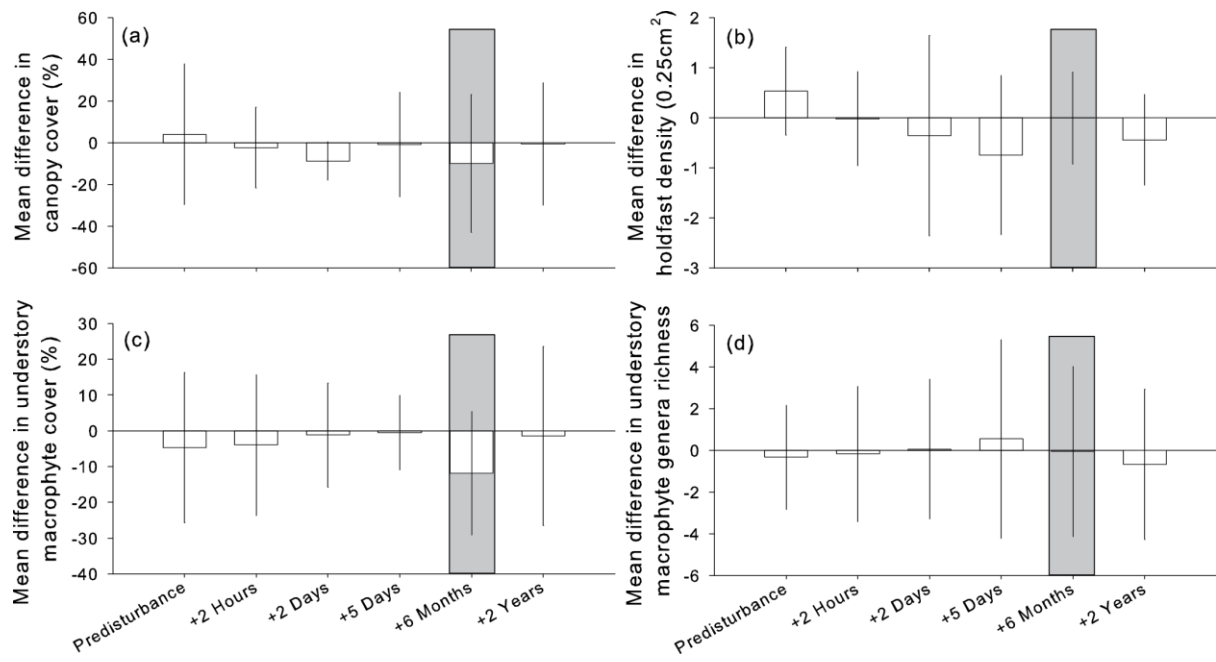 Mean difference in
canopy cover (%)
60
40
20
0
-20
-40
-60
(a)
Mean difference in
holdfast density (0.25cm²)
2
1
0
-1
-2
-3
(b)
Mean difference in understory
macrophyte cover (%)
30
20
10
0
-10
-20
-30
-40
(c)
Predisturbance
+2 Hours
+2 Days
+5 Days
+6 Months
+2 Years
Mean difference in understory
macrophyte genera richness
6
4
2
0
-2
-4
-6
(d)
Predisturbance
+2 Hours
+2 Days
+5 Days
+6 Months
+2 Years